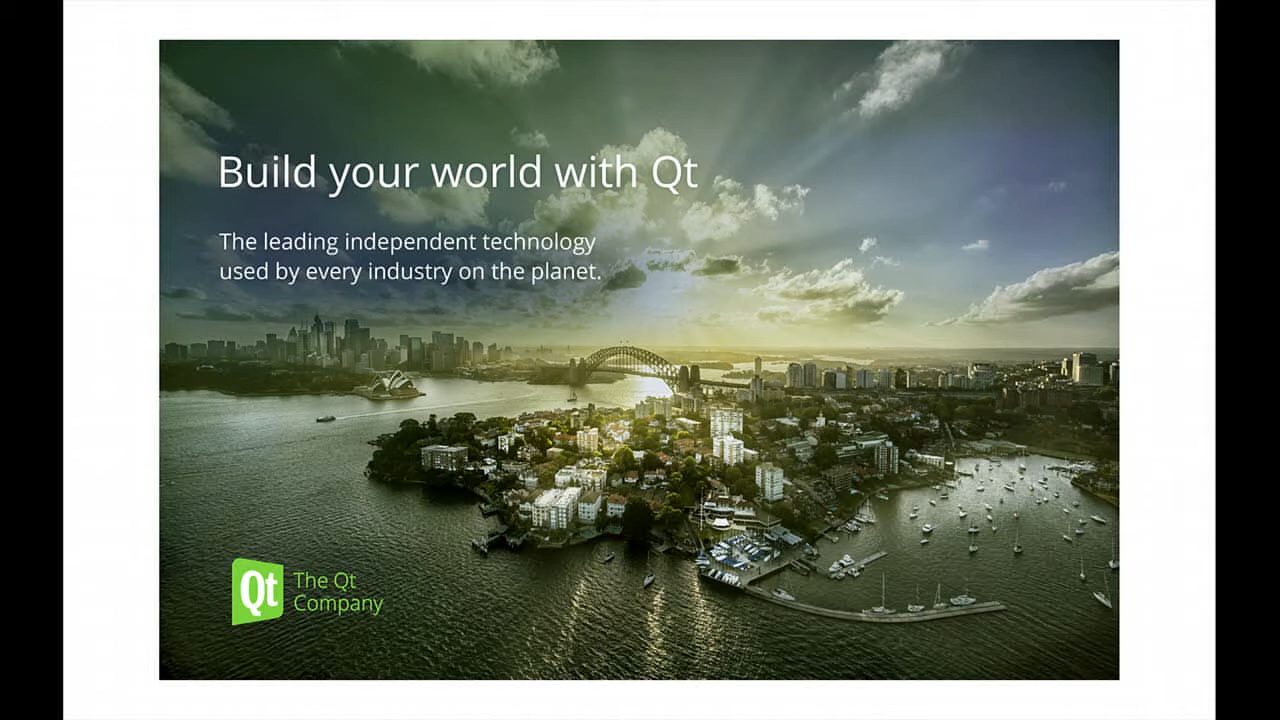 Build your world with Qt
The leading independent technology
used by every industry on the planet.
Qt
The Qt
Company